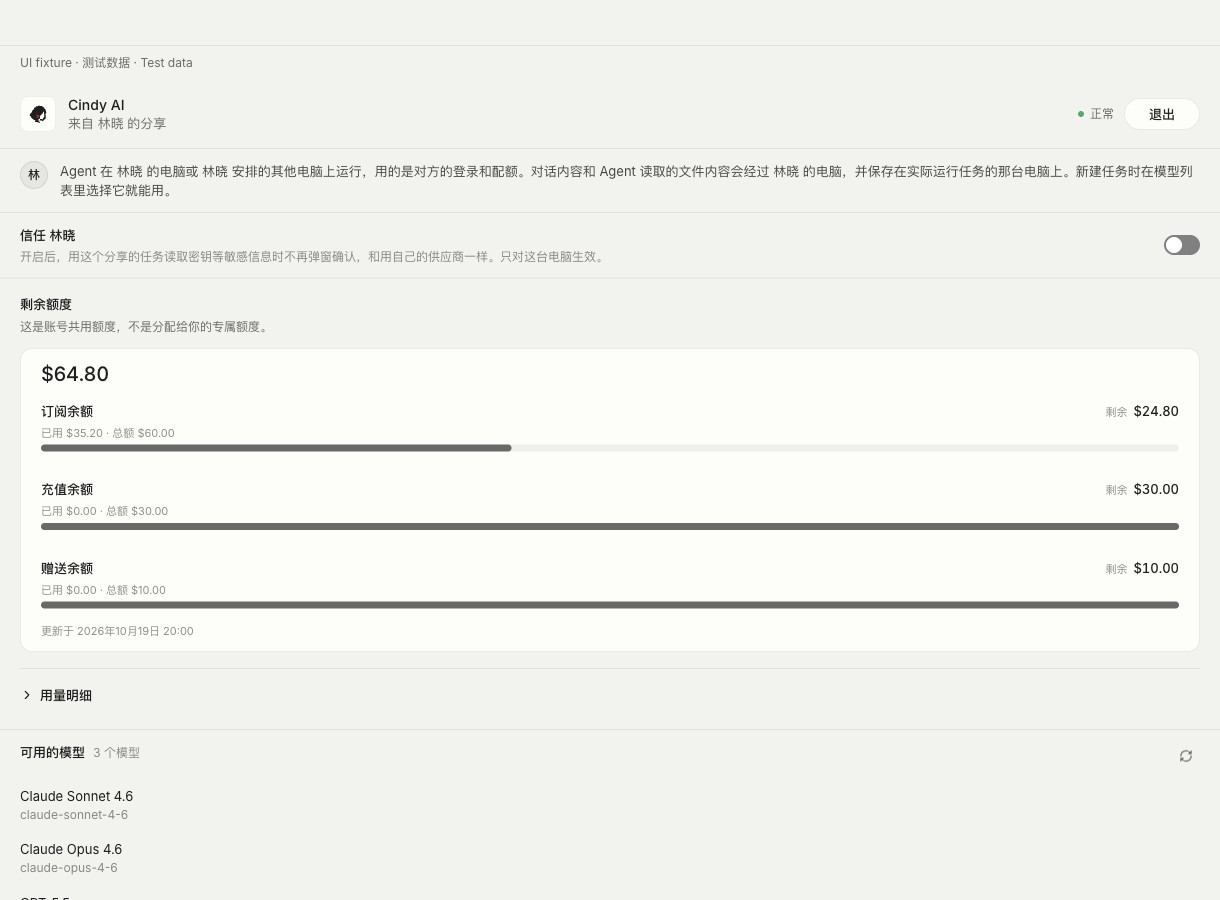 UI fixture · 测试数据 · Test data
Cindy AI
来自 林晓 的分享
正常
退出
林
Agent 在 林晓 的电脑或 林晓 安排的其他电脑上运行，用的是对方的登录和配额。对话内容和 Agent 读取的文件内容会经过 林晓 的电脑，并保存在实际运行任务的那台电脑上。新建任务时在模型列
表里选择它就能用。
信任 林晓
开启后，用这个分享的任务读取密钥等敏感信息时不再弹窗确认，和用自己的供应商一样。只对这台电脑生效。
剩余额度
这是账号共用额度，不是分配给你的专属额度。
$64.80
订阅余额
剩余 $24.80
已用 $35.20 · 总额 $60.00
充值余额
剩余 $30.00
已用 $0.00 · 总额 $30.00
赠送余额
剩余 $10.00
已用 $0.00 · 总额 $10.00
更新于 2026年10月19日 20:00
用量明细
可用的模型 3 个模型
Claude Sonnet 4.6
claude-sonnet-4-6
Claude Opus 4.6
claude-opus-4-6